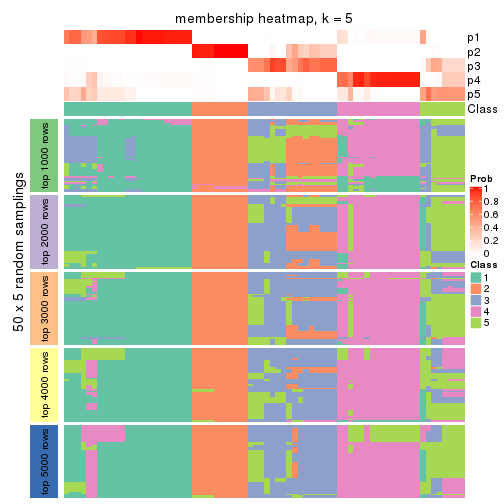 membership heatmap, k = 5
p1
p2
p3
p4
p5
Class
50 x 5 random samplings
top 1000 rows
top 2000 rows
top 3000 rows
top 4000 rows
top 5000 rows
Prob
1
0.8
0.6
0.4
0.2
0
Class
1
2
3
4
5